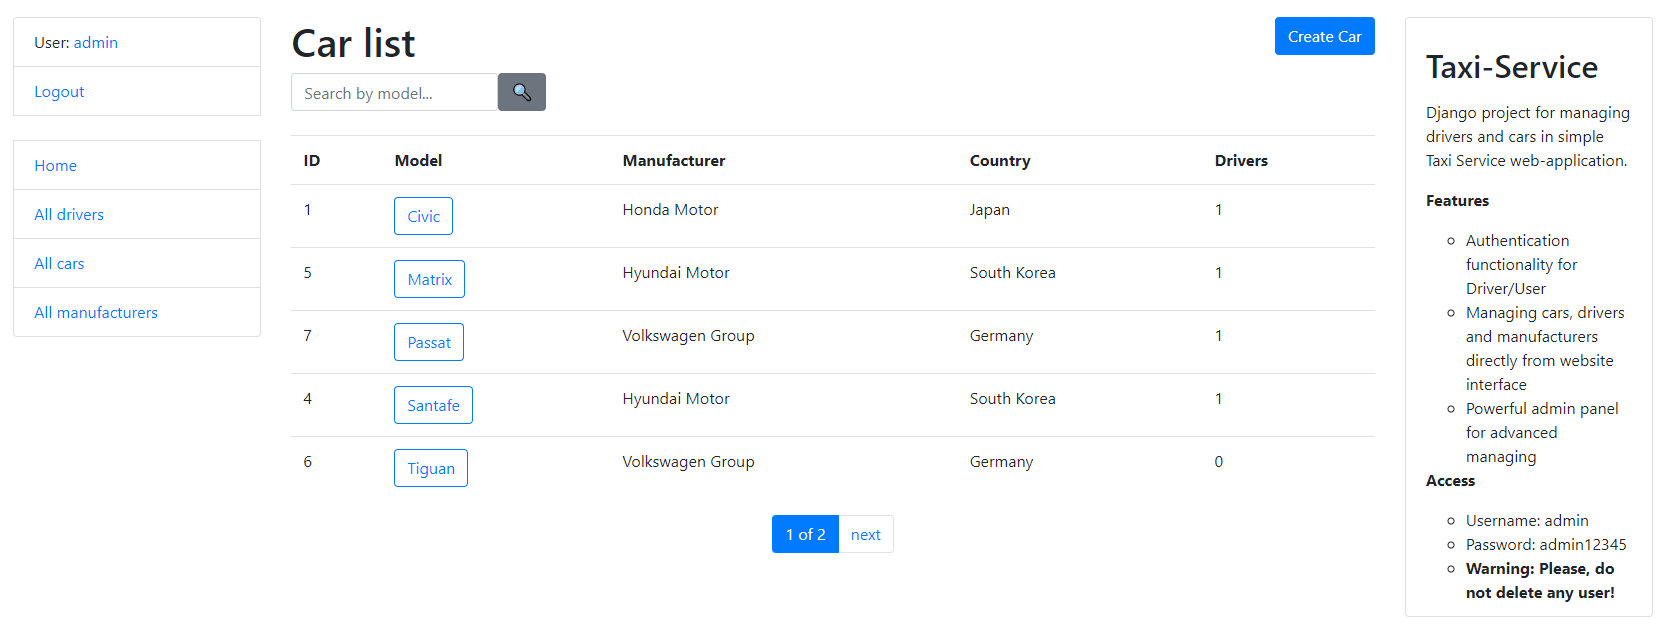 User: admin
Logout
Home
All drivers
All cars
All manufacturers
Car list
Create Car
Search by model...
ID Model Manufacturer Country Drivers
1 Civic Honda Motor Japan 1
5 Matrix Hyundai Motor South Korea 1
7 Passat Volkswagen Group Germany 1
4 Santafe Hyundai Motor South Korea 1
6 Tiguan Volkswagen Group Germany 0
1 of 2 next
Taxi-Service
Django project for managing
drivers and cars in simple
Taxi Service web-application.
Features
Authentication
functionality for
Driver/User
Managing cars, drivers
and manufacturers
directly from website
interface
Powerful admin panel
for advanced
managing
Access
Username: admin
Password: admin12345
Warning: Please, do
not delete any user!